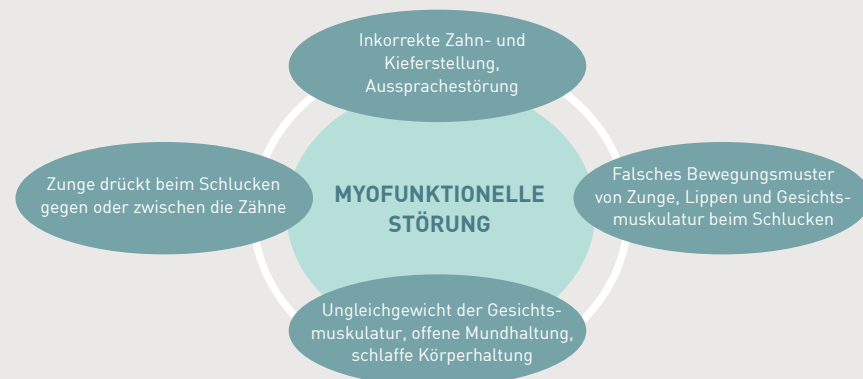 Inkorrekte Zahn- und
Kieferstellung,
Aussprachestörung
Zunge drückt beim Schlucken
gegen oder zwischen die Zähne
MYOFUNKTIONELLE
STÖRUNG
Falsches Bewegungsmuster
von Zunge, Lippen und Gesichts-
muskulatur beim Schlucken
Ungleichgewicht der Gesichts-
muskulatur, offene Mundhaltung,
schlaffe Körperhaltung